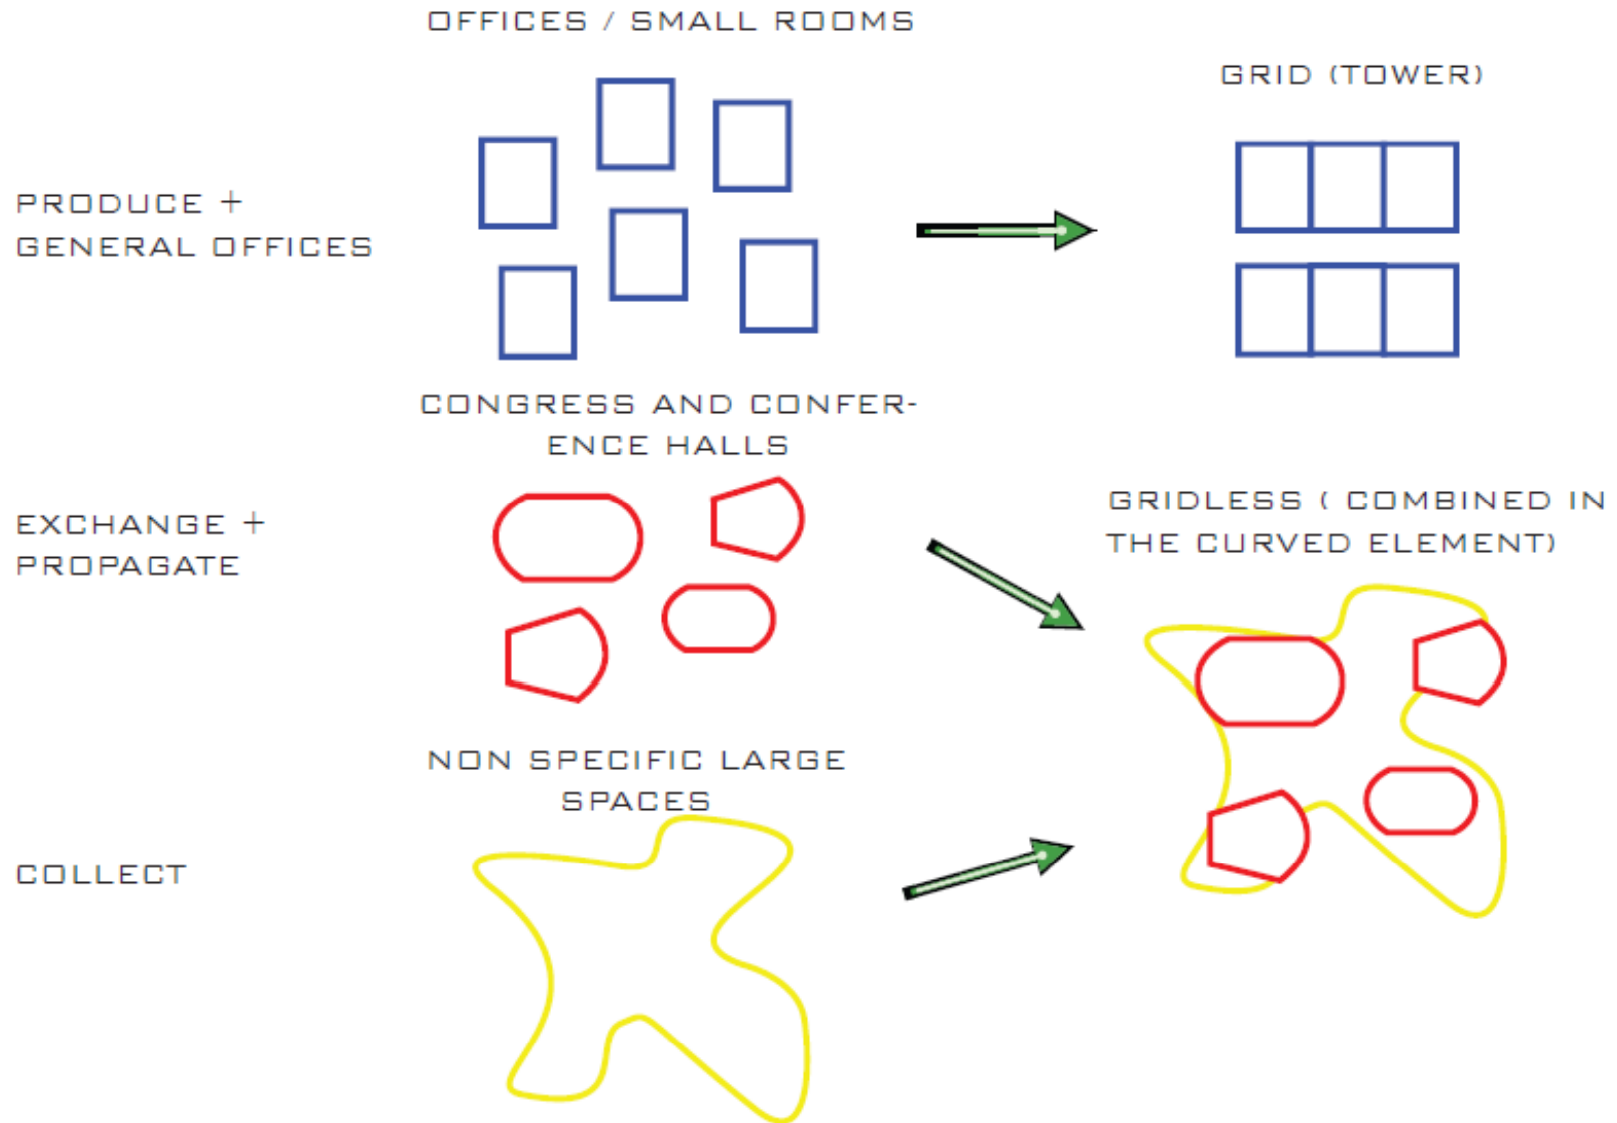 OFFICES / SMALL ROOMS
GRID (TOWER)
PRODUCE +
GENERAL OFFICES
CONGRESS AND CONFER-
ENCE HALLS
EXCHANGE +
PROPAGATE
GRIDLESS ( COMBINED IN
THE CURVED ELEMENT)
NON SPECIFIC LARGE
SPACES
COLLECT